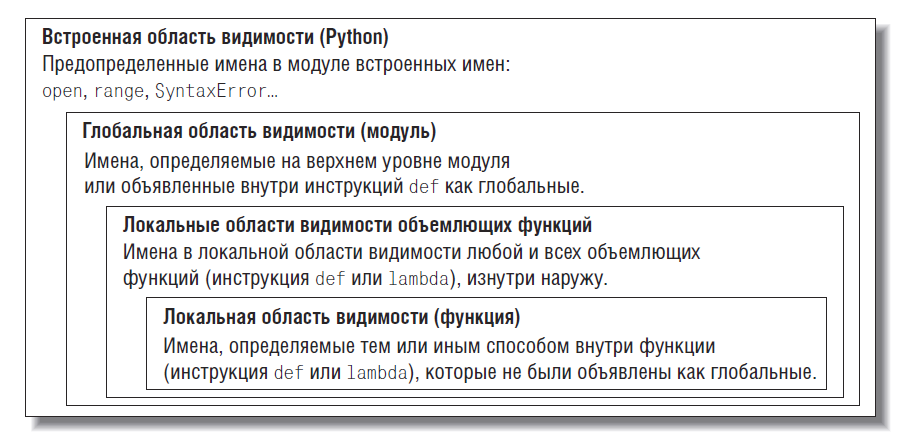 Встроенная область видимости (Python)
Предопределенные имена в модуле встроенных имен:
open, range, SyntaxError…
Глобальная область видимости (модуль)
Имена, определяемые на верхнем уровне модуля
или объявленные внутри инструкций def как глобальные.
Локальные области видимости объемлющих функций
Имена в локальной области видимости любой и всех объемлющих
функций (инструкция def или lambda), изнутри наружу.
Локальная область видимости (функция)
Имена, определяемые тем или иным способом внутри функции
(инструкция def или lambda), которые не были объявлены как глобальные.